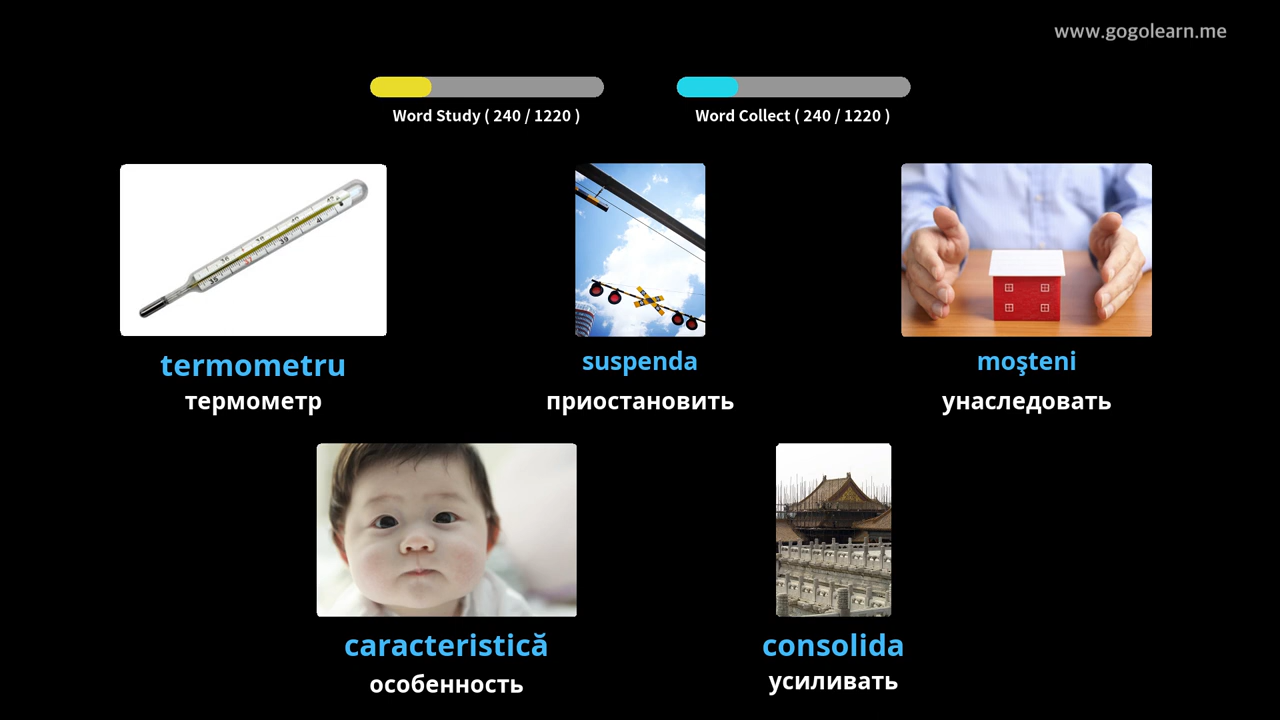 www.gogolearn.me
Word Study ( 240 / 1220 )
Word Collect ( 240 / 1220 )
termometru
термометр
suspenda
приостановить
moşteni
унаследовать
caracteristică
особенность
consolida
усиливать